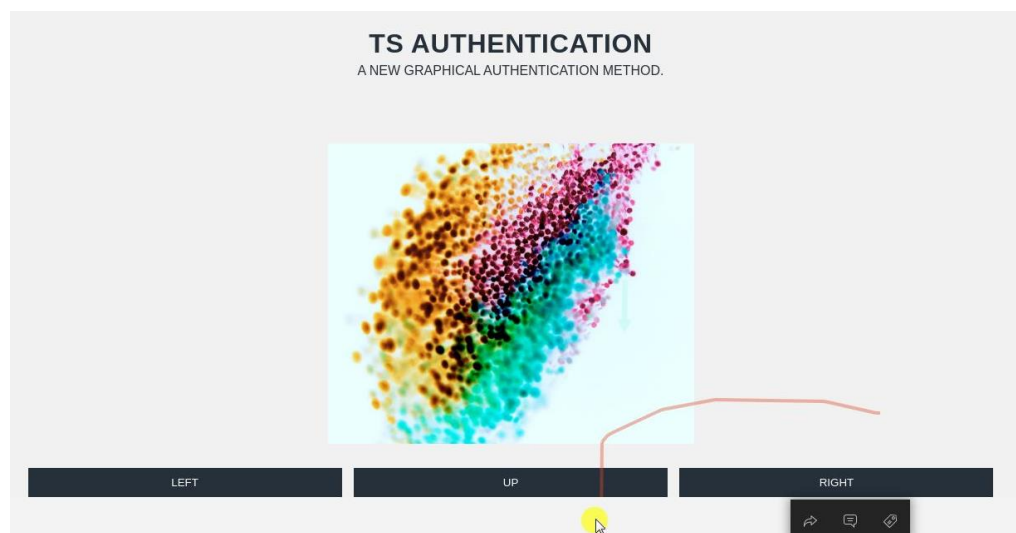 TS AUTHENTICATION
A NEW GRAPHICAL AUTHENTICATION METHOD.
LEFT
UP
RIGHT